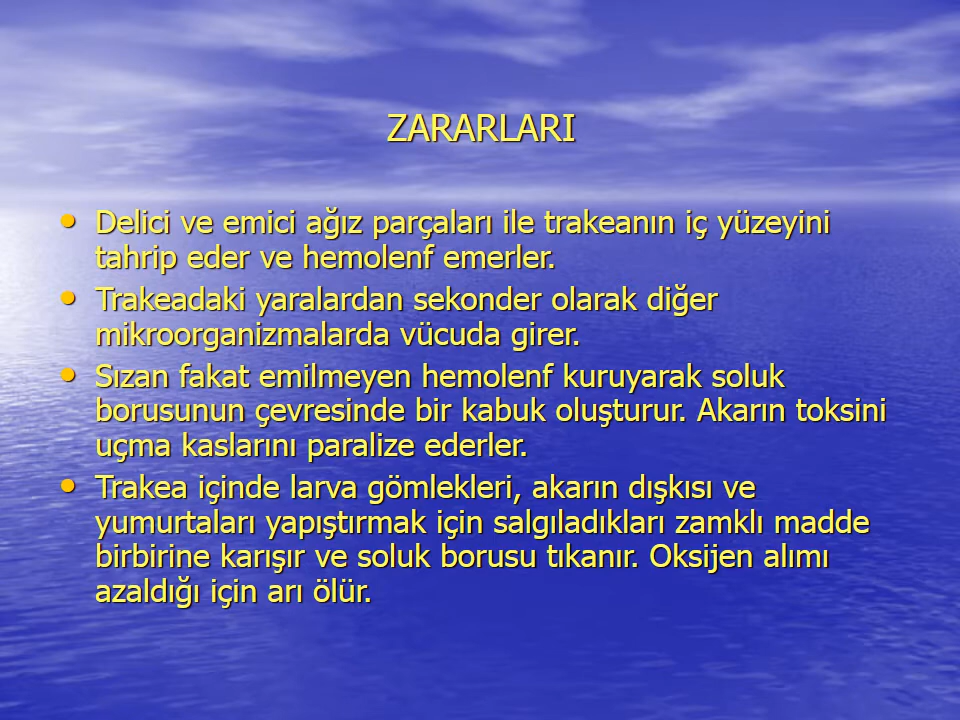 ZARARLARI
• Delici ve emici ağız parçaları ile trakeanın iç yüzeyini
tahrip eder ve hemolenf emerler.
• Trakeadaki yaralardan sekonder olarak diğer
mikroorganizmalarda vücuda girer.
• Sızan fakat emilmeyen hemolenf kuruyarak soluk
borusunun çevresinde bir kabuk oluşturur. Akarın toksini
uçma kaslarını paralize ederler.
• Trakea içinde larva gömlekleri, akarın dışkısı ve
yumurtaları yapıştırmak için salgıladıkları zamklı madde
birbirine karışır ve soluk borusu tıkanır. Oksijen alımı
azaldığı için arı ölür.